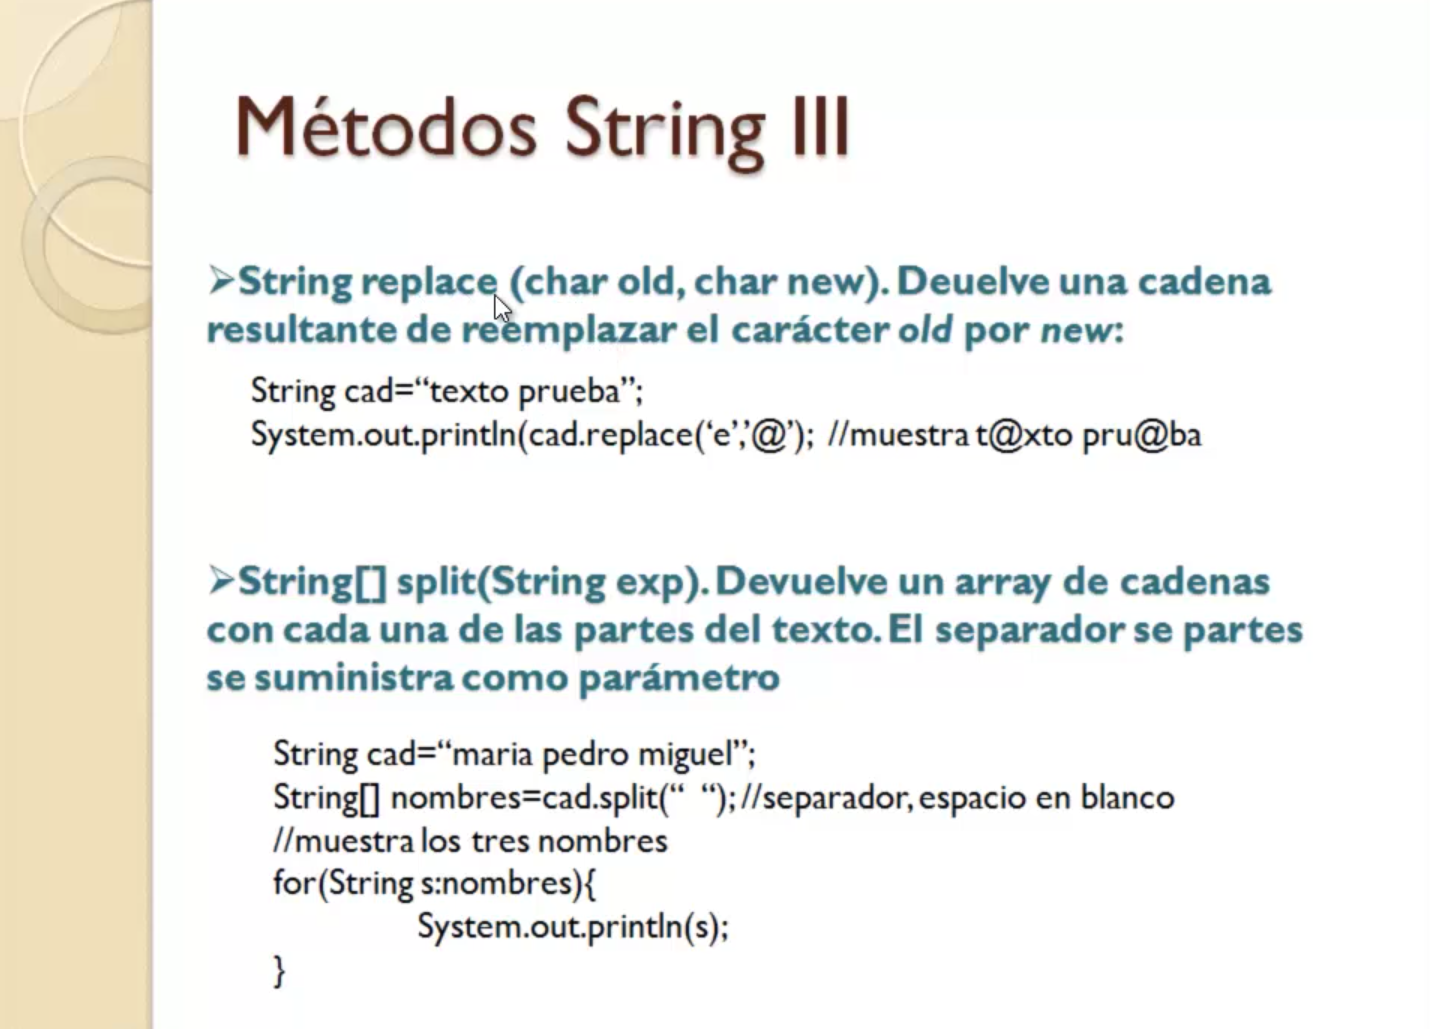 Métodos String III
➢String replace (char old, char new). Deuelve una cadena
resultante de reemplazar el carácter old por new:
String cad=“texto prueba”;
System.out.println(cad.replace(‘e’,’@’); //muestra t@xto pru@ba
➢String[] split(String exp). Devuelve un array de cadenas
con cada una de las partes del texto. El separador se partes
se suministra como parámetro
String cad=“maria pedro miguel”;
String[] nombres=cad.split(“ “); //separador, espacio en blanco
//muestra los tres nombres
for(String s:nombres){
System.out.println(s);
}